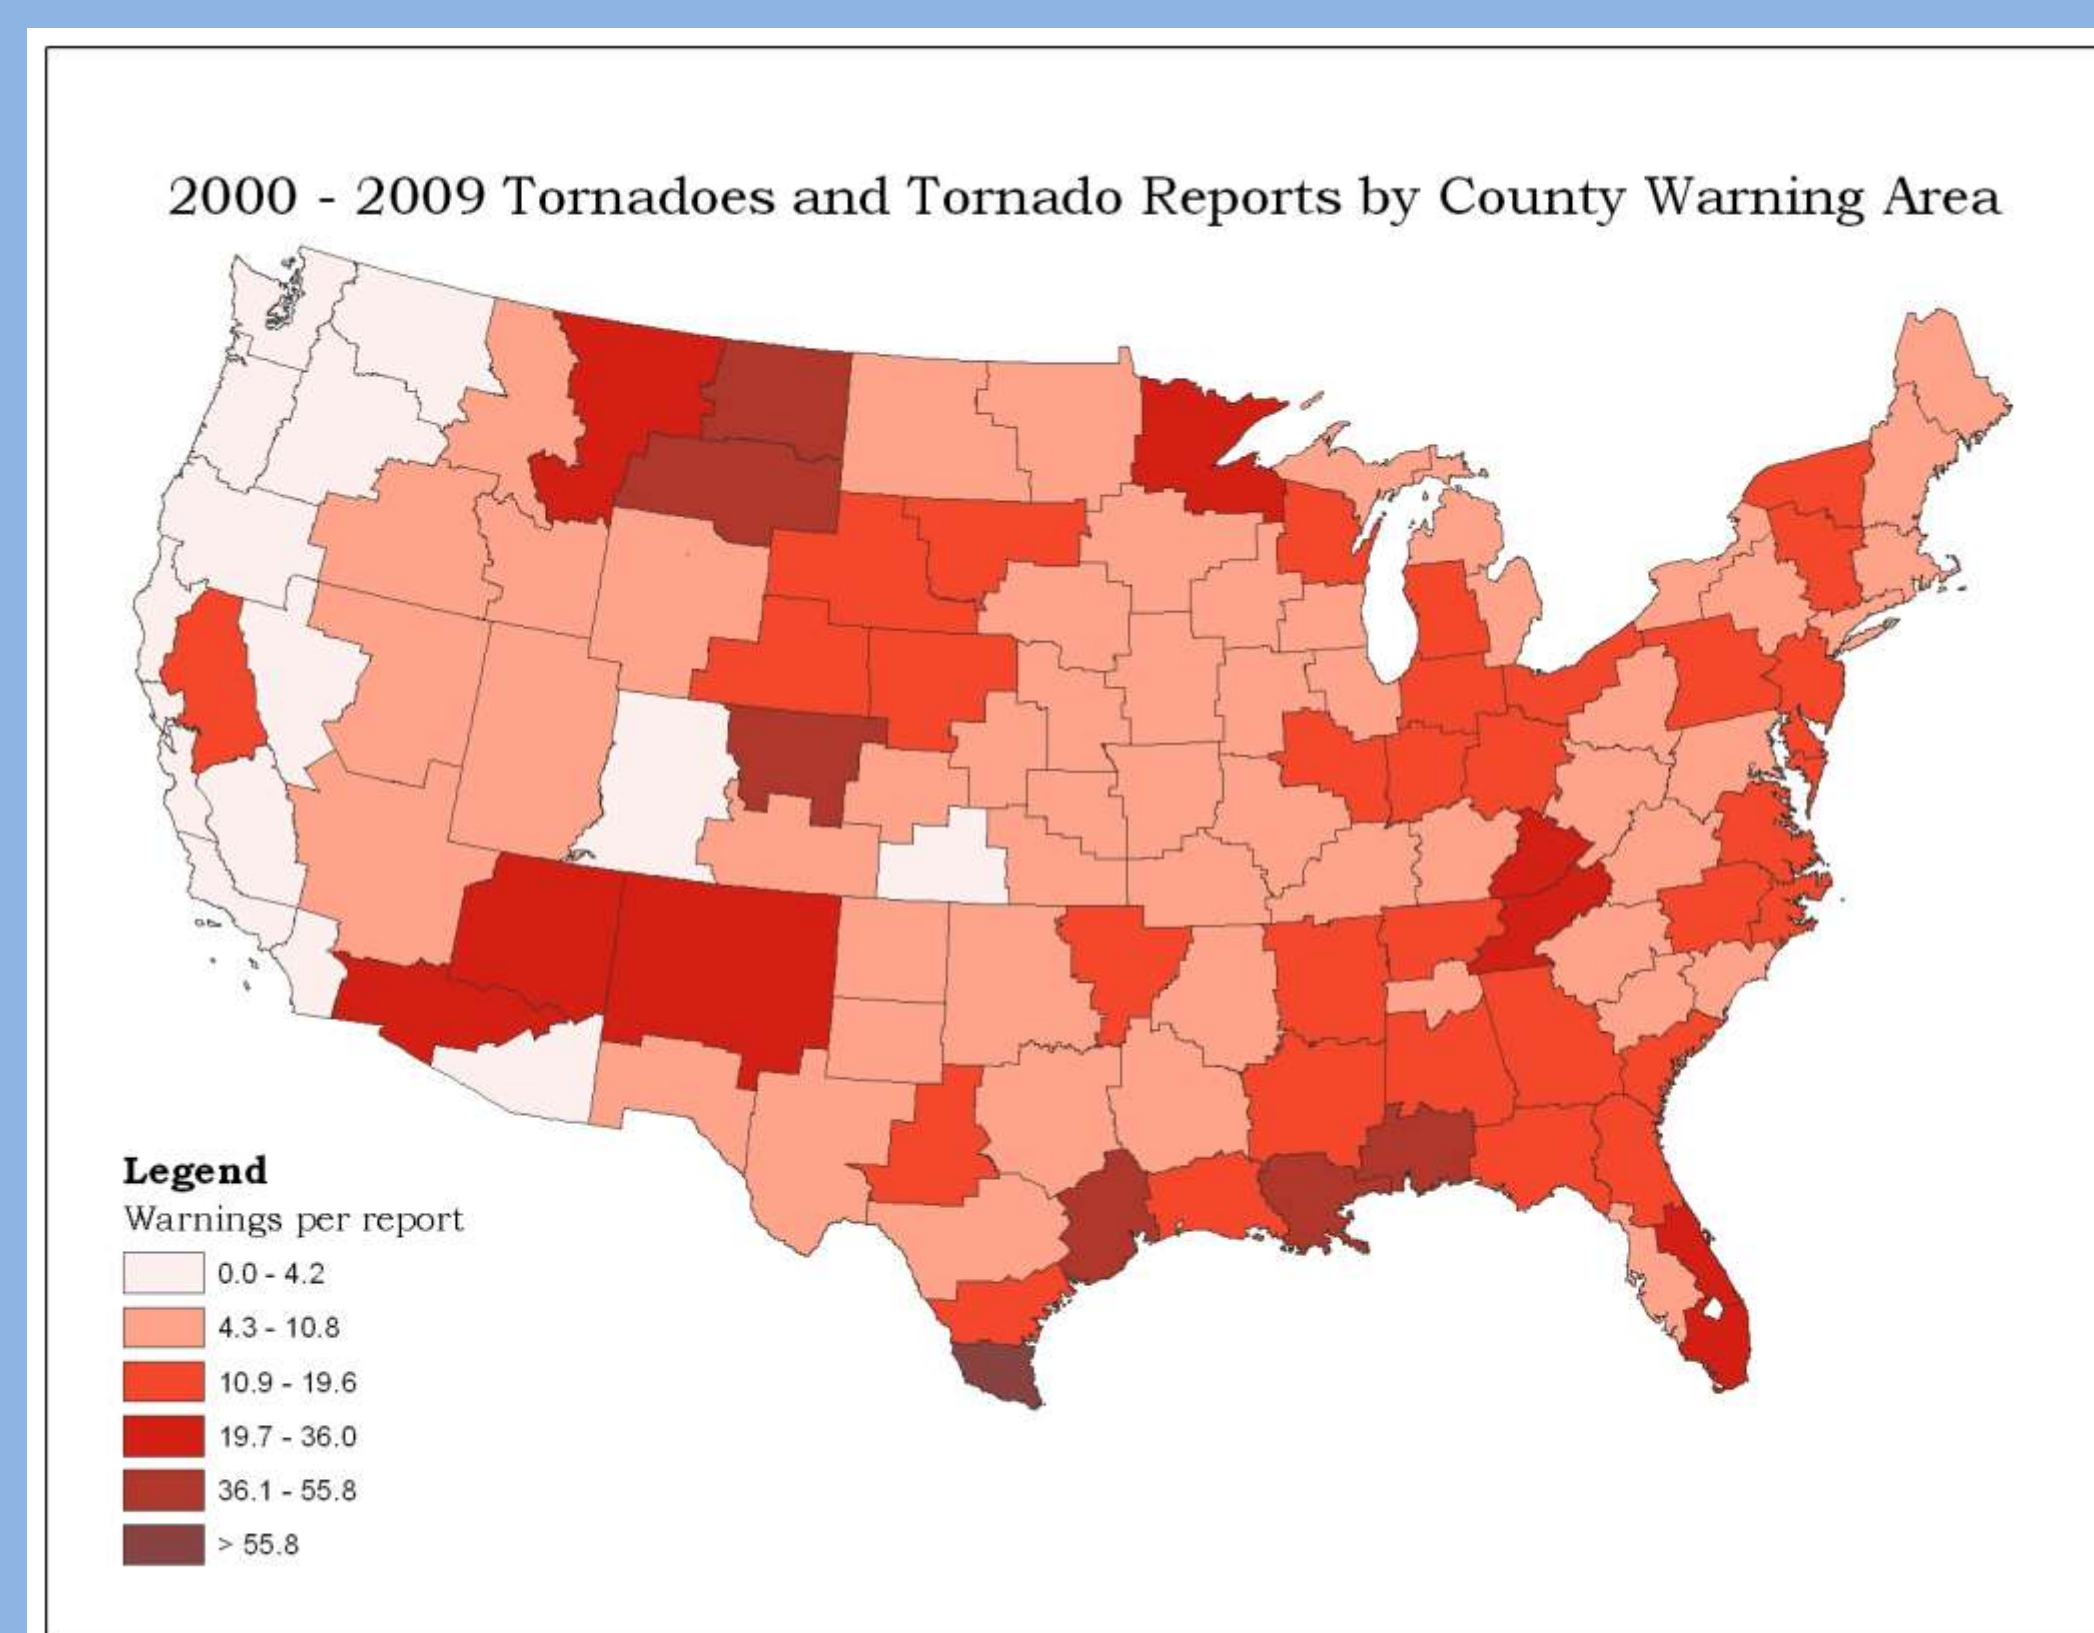 2000 - 2009 Tornadoes and Tornado Reports by County Warning Area
Legend
Warnings per report
0.0 - 4.2
4.3 - 10.8
10.9 - 19.6
19.7 - 36.0
36.1 - 55.8
> 55.8